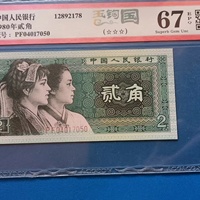 中国人民银行 12892178
1980年贰角
号: PF04017050
(☆☆☆)
67 EPQ
Superb Gem Unc
中国人民银行
贰角
PF04017050
2